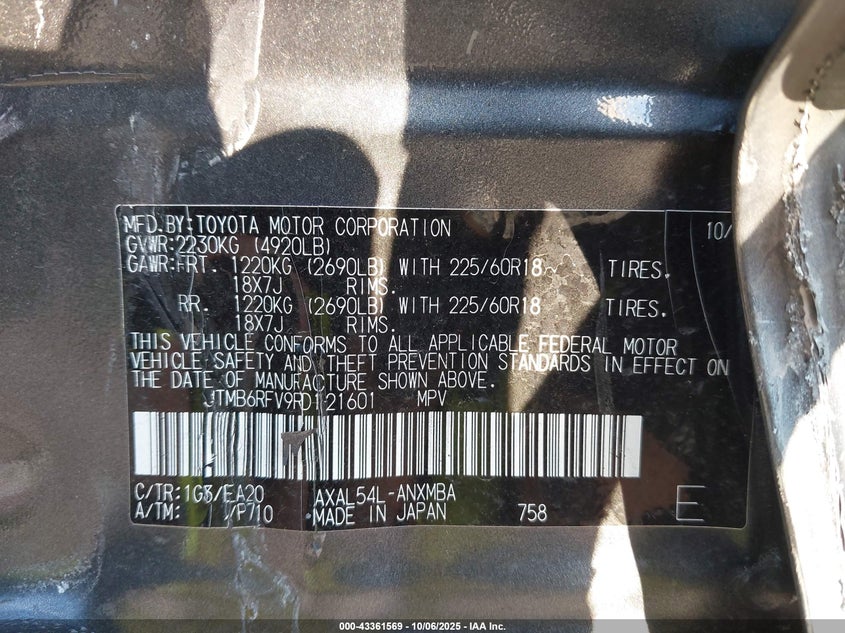 MFD.BY:TOYOTA MOTOR CORPORATION 10/
GVWR:2230KG (4920LB)
GAWR:FRT. 1220KG (2690LB) WITH 225/60R18 TIRES.
18X7J RIMS.
RR. 1220KG (2690LB) WITH 225/60R18 TIRES.
18X7J RIMS.
THIS VEHICLE CONFORMS TO ALL APPLICABLE FEDERAL MOTOR
VEHICLE SAFETY AND THEFT PREVENTION STANDARDS IN EFFECT ON
THE DATE OF MANUFACTURE SHOWN ABOVE.
JTMB6RFV9RD121601 MPV
C/TR:1G3/EA20 AXAL54L-ANXMBA
A/TM: /P710 MADE IN JAPAN 758 E
000-43361569 - 10/06/2025 - IAA Inc.